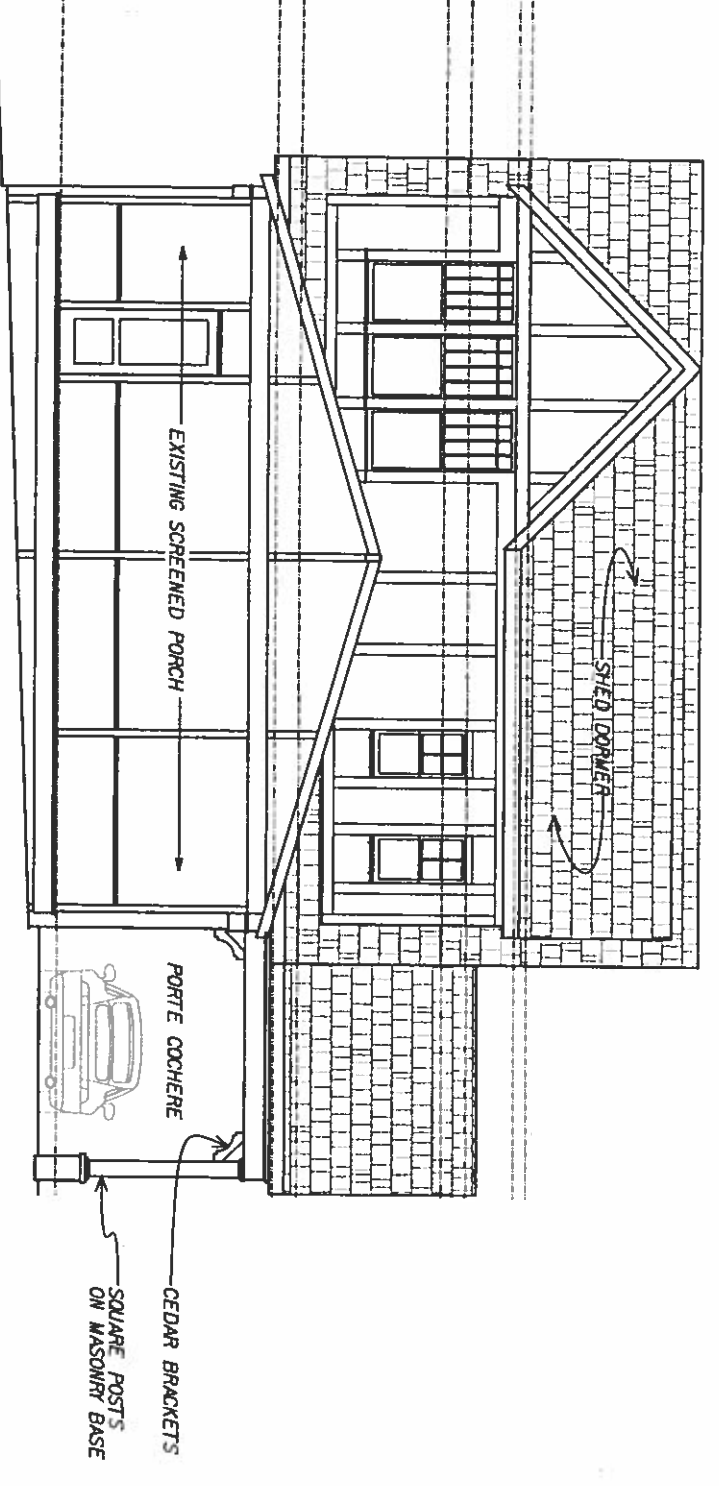 SHED DORMER
EXISTING SCREENED PORCH
PORTE COCHERE
CEDAR BRACKETS
SQUARE POSTS
ON MASONRY BASE